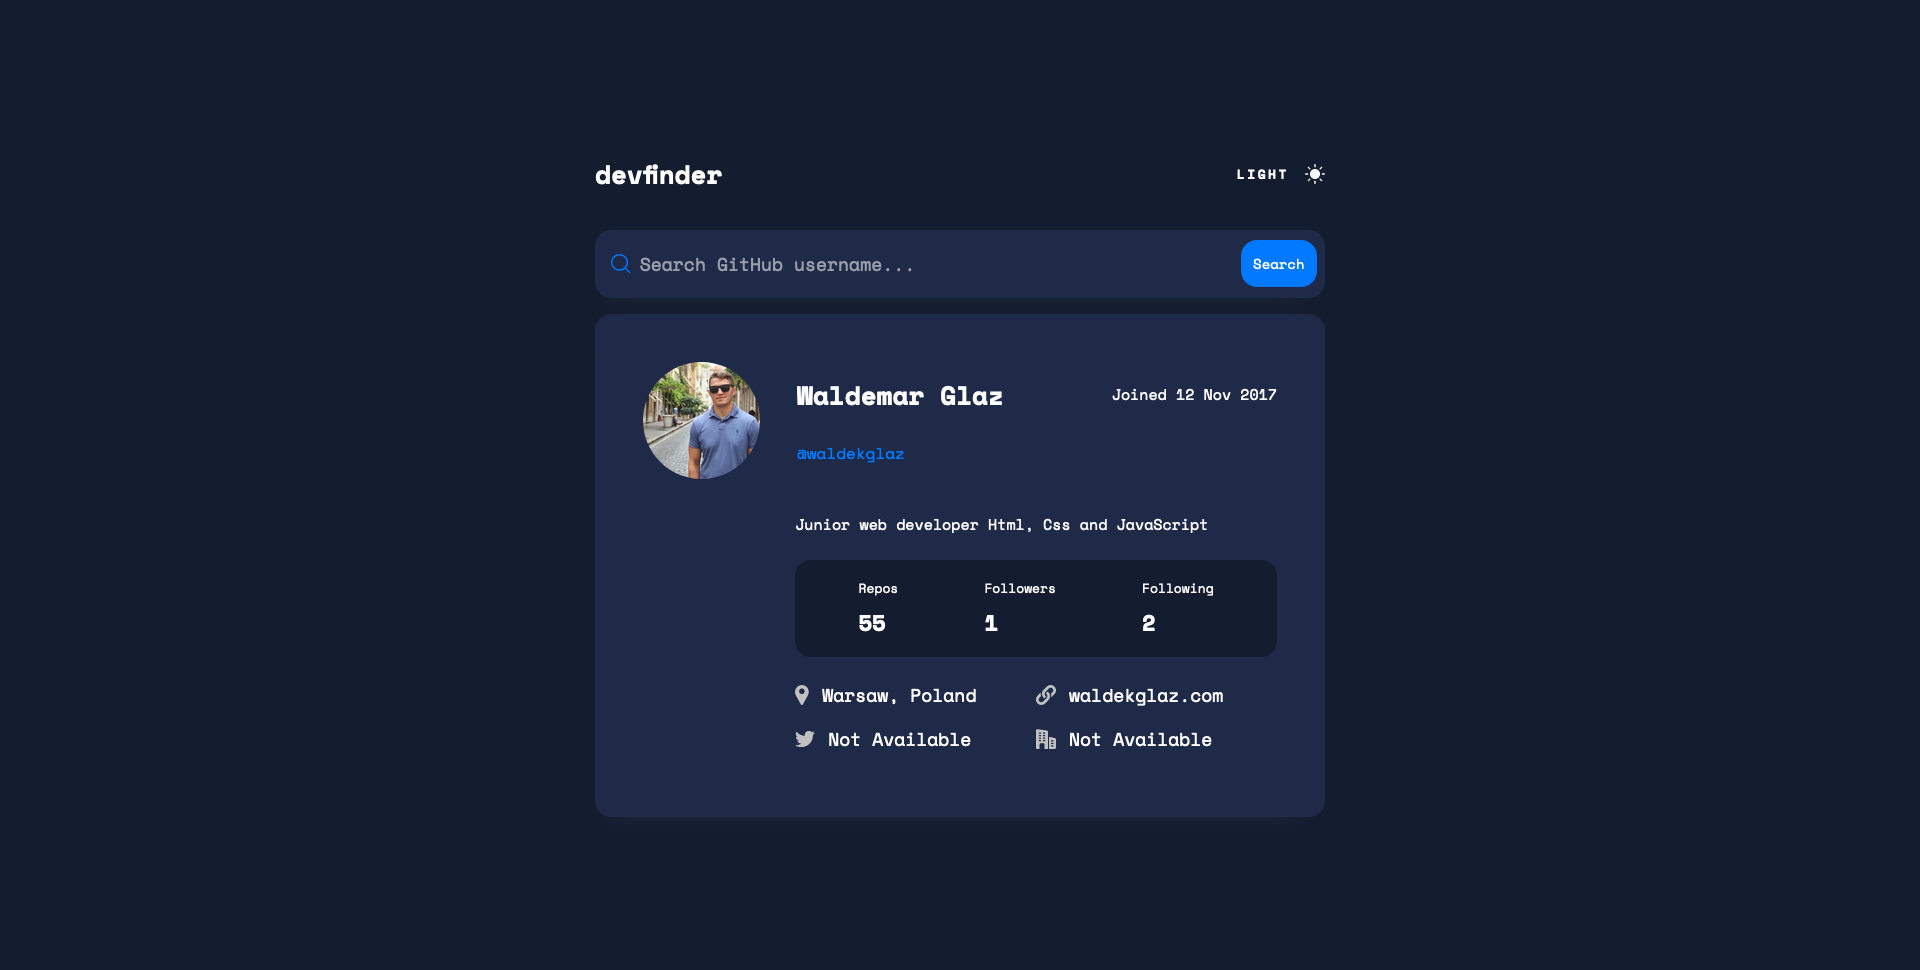 devfinder
LIGHT
Search GitHub username...
Search
Waldemar Glaz
Joined 12 Nov 2017
@waldekglaz
Junior web developer Html, Css and JavaScript
Repos
Followers
Following
55
1
2
Warsaw, Poland
waldekglaz.com
Not Available
Not Available